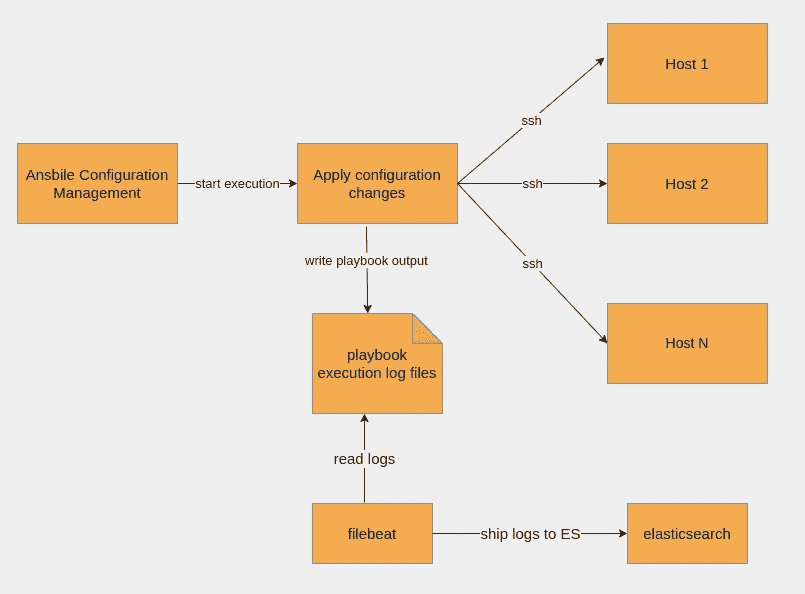 Host 1
ssh
Ansbile Configuration
Management
start execution
Apply configuration
changes
ssh
Host 2
write playbook output
ssh
Host N
playbook
execution log files
read logs
filebeat
ship logs to ES
elasticsearch